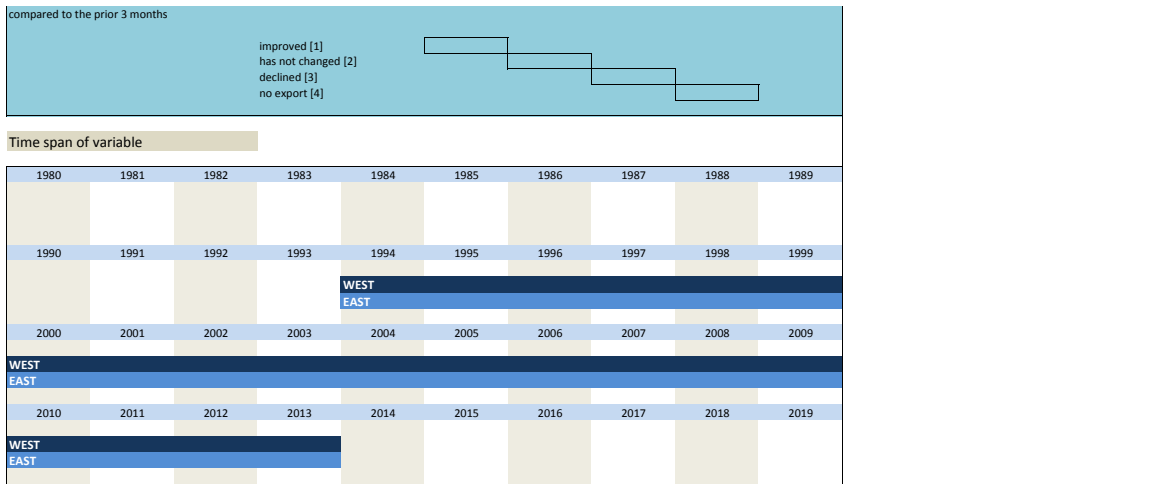 compared to the prior 3 months
improved [1]
has not changed [2]
declined [3]
no export [4]
Time span of variable
1980 1981 1982 1983 1984 1985 1986 1987 1988 1989
1990 1991 1992 1993 1994 1995 1996 1997 1998 1999
WEST
EAST
2000 2001 2002 2003 2004 2005 2006 2007 2008 2009
WEST
EAST
2010 2011 2012 2013 2014 2015 2016 2017 2018 2019
WEST
EAST